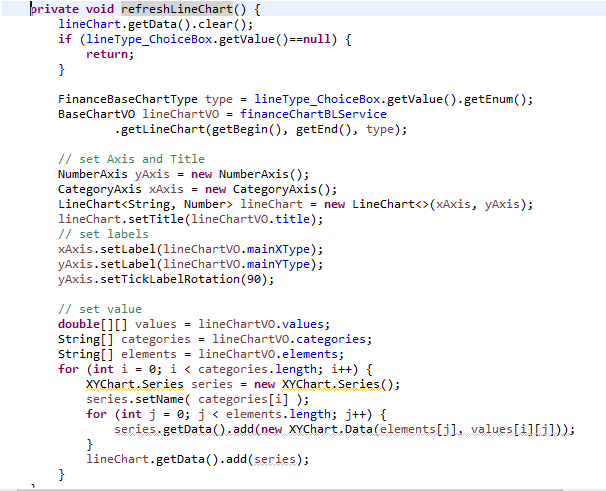 private void refreshLineChart() {
    lineChart.getData().clear();
    if (lineType_ChoiceBox.getValue()==null) {
        return;
    }

    FinanceBaseChartType type = lineType_ChoiceBox.getValue().getEnum();
    BaseChartVO lineChartVO = financeChartBLService
            .getLineChart(getBegin(), getEnd(), type);

    // set Axis and Title
    NumberAxis yAxis = new NumberAxis();
    CategoryAxis xAxis = new CategoryAxis();
    LineChart<String, Number> lineChart = new LineChart<>(xAxis, yAxis);
    lineChart.setTitle(lineChartVO.title);
    // set labels
    xAxis.setLabel(lineChartVO.mainXType);
    yAxis.setLabel(lineChartVO.mainYType);
    yAxis.setTickLabelRotation(90);

    // set value
    double[][] values = lineChartVO.values;
    String[] categories = lineChartVO.categories;
    String[] elements = lineChartVO.elements;
    for (int i = 0; i < categories.length; i++) {
        XYChart.Series series = new XYChart.Series();
        series.setName( categories[i] );
        for (int j = 0; j < elements.length; j++) {
            series.getData().add(new XYChart.Data(elements[j], values[i][j]));
        }
        lineChart.getData().add(series);
    }
}